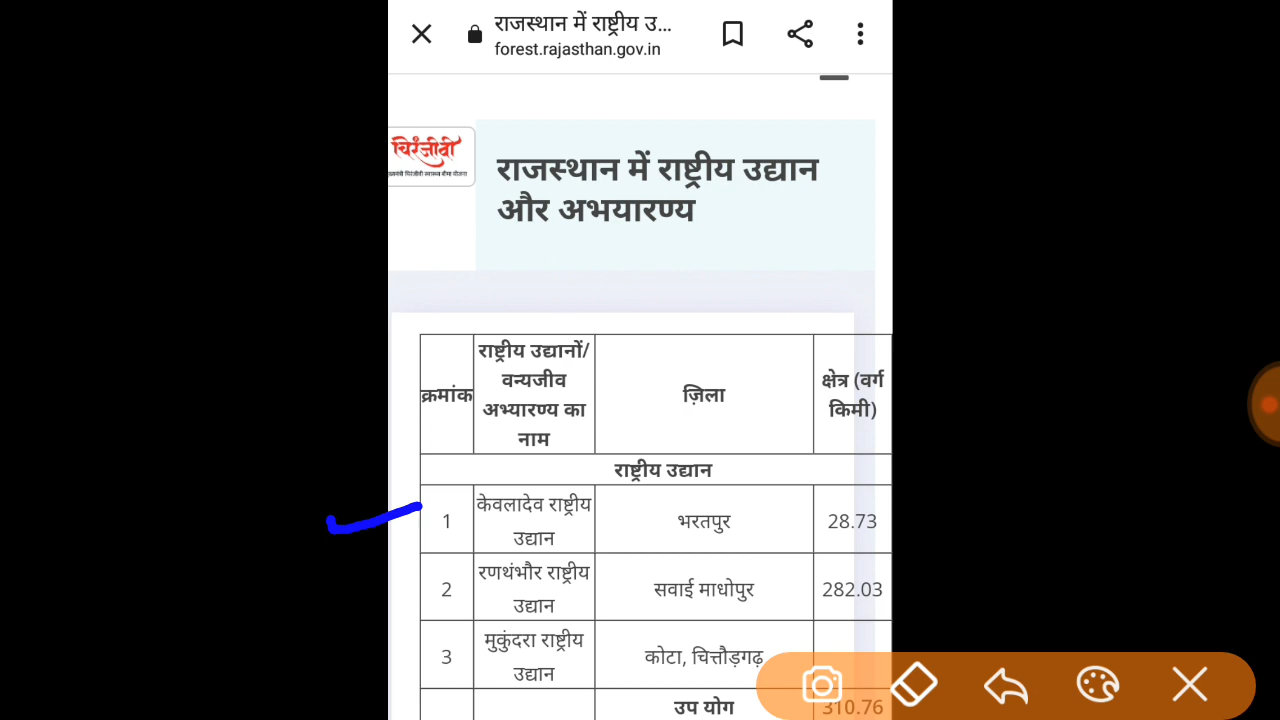 राजस्थान में राष्ट्रीय उ...
forest.rajasthan.gov.in
चिरंजीवी
राजस्थान में राष्ट्रीय उद्यान
और अभयारण्य
क्रमांक
राष्ट्रीय उद्यानों/
वन्यजीव
अभ्यारण्य का
नाम
ज़िला
क्षेत्र (वर्ग
किमी)
राष्ट्रीय उद्यान
1
केवलादेव राष्ट्रीय
उद्यान
भरतपुर
28.73
2
रणथंभौर राष्ट्रीय
उद्यान
सवाई माधोपुर
282.03
3
मुकुंदरा राष्ट्रीय
उद्यान
कोटा, चित्तौड़गढ़
उप योग
310.76